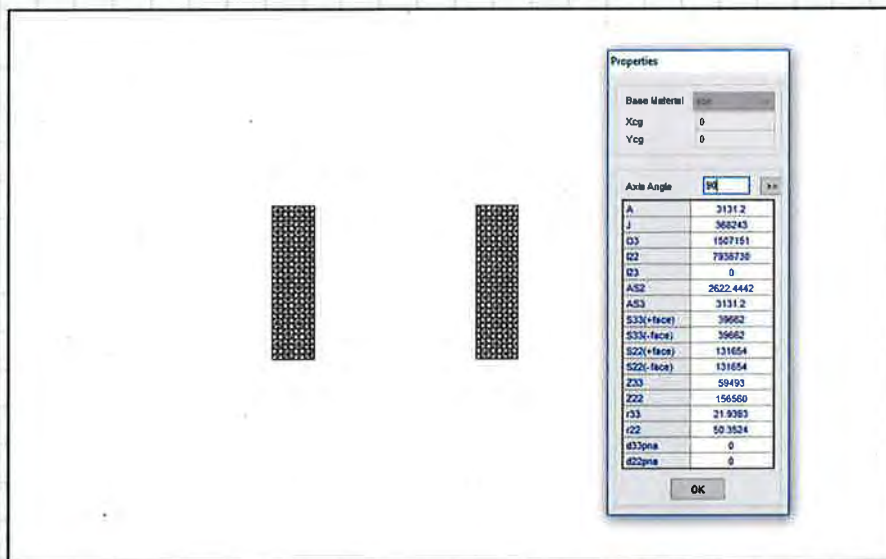 Properties
Base Material
Xcg 0
Ycg 0
Axis Angle 90 >>
A 3131.2
J 368243
I33 1507151
I22 7938730
I23 0
AS2 2622.4442
AS3 3131.2
S33(+face) 39662
S33(-face) 39662
S22(+face) 131654
S22(-face) 131654
Z33 59493
Z22 156560
r33 21.9393
r22 50.3524
d33pna 0
d22pna 0
OK